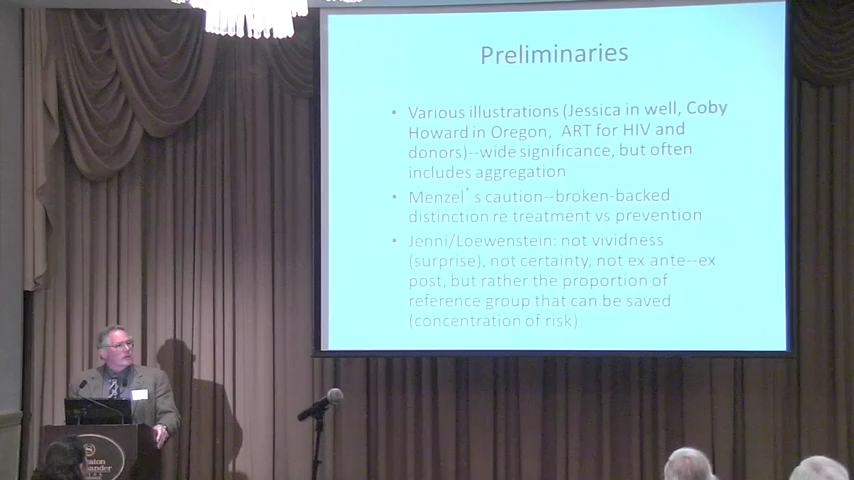 Preliminaries
• Various illustrations (Jessica in well, Coby
Howard in Oregon, ART for HIV and
donors)--wide significance, but often
includes aggregation
• Menzel's caution--broken-backed
distinction re treatment vs prevention
• Jenni/Loewenstein: not vividness
(surprise), not certainty, not ex ante--ex
post, but rather the proportion of
reference group that can be saved
(concentration of risk)